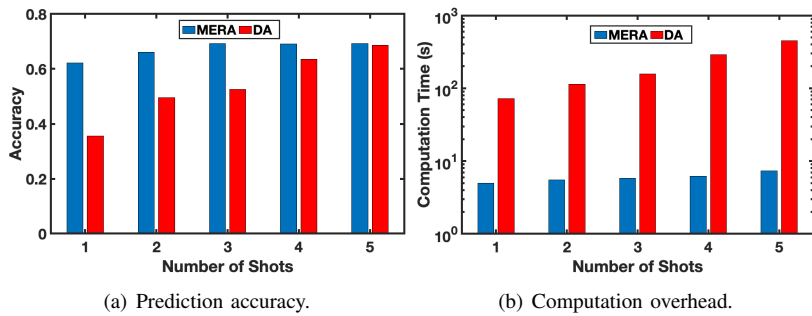 MERA DA
0.8
0.6
0.4
0.2
0
Accuracy
1 2 3 4 5
Number of Shots
(a) Prediction accuracy.
MERA DA
10³
10²
10¹
10⁰
Computation Time (s)
1 2 3 4 5
Number of Shots
(b) Computation overhead.